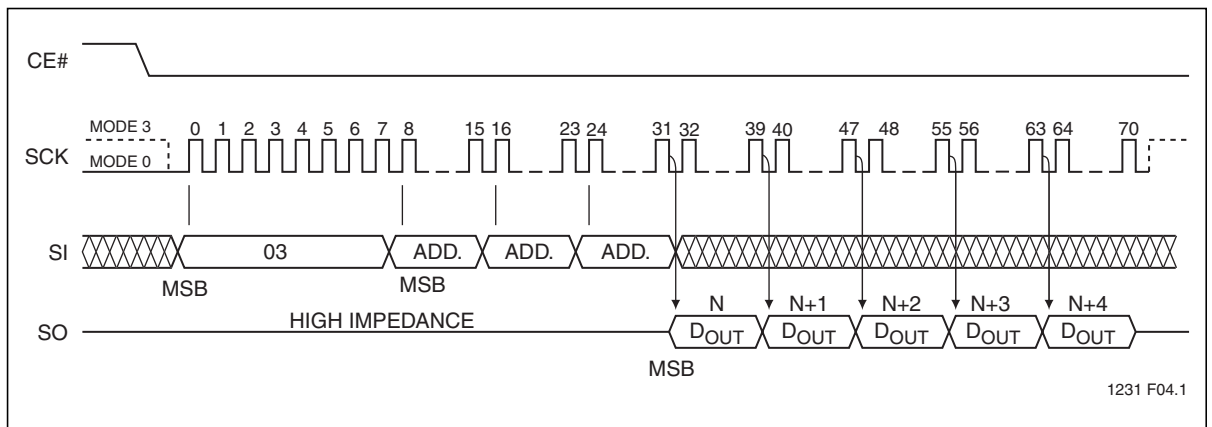 CE#
MODE 3
SCK
MODE 0
0 1 2 3 4 5 6 7 8 15 16 23 24 31 32 39 40 47 48 55 56 63 64 70
SI
03 ADD. ADD. ADD.
MSB MSB
N N+1 N+2 N+3 N+4
HIGH IMPEDANCE
SO
DOUT DOUT DOUT DOUT DOUT
MSB
1231 F04.1